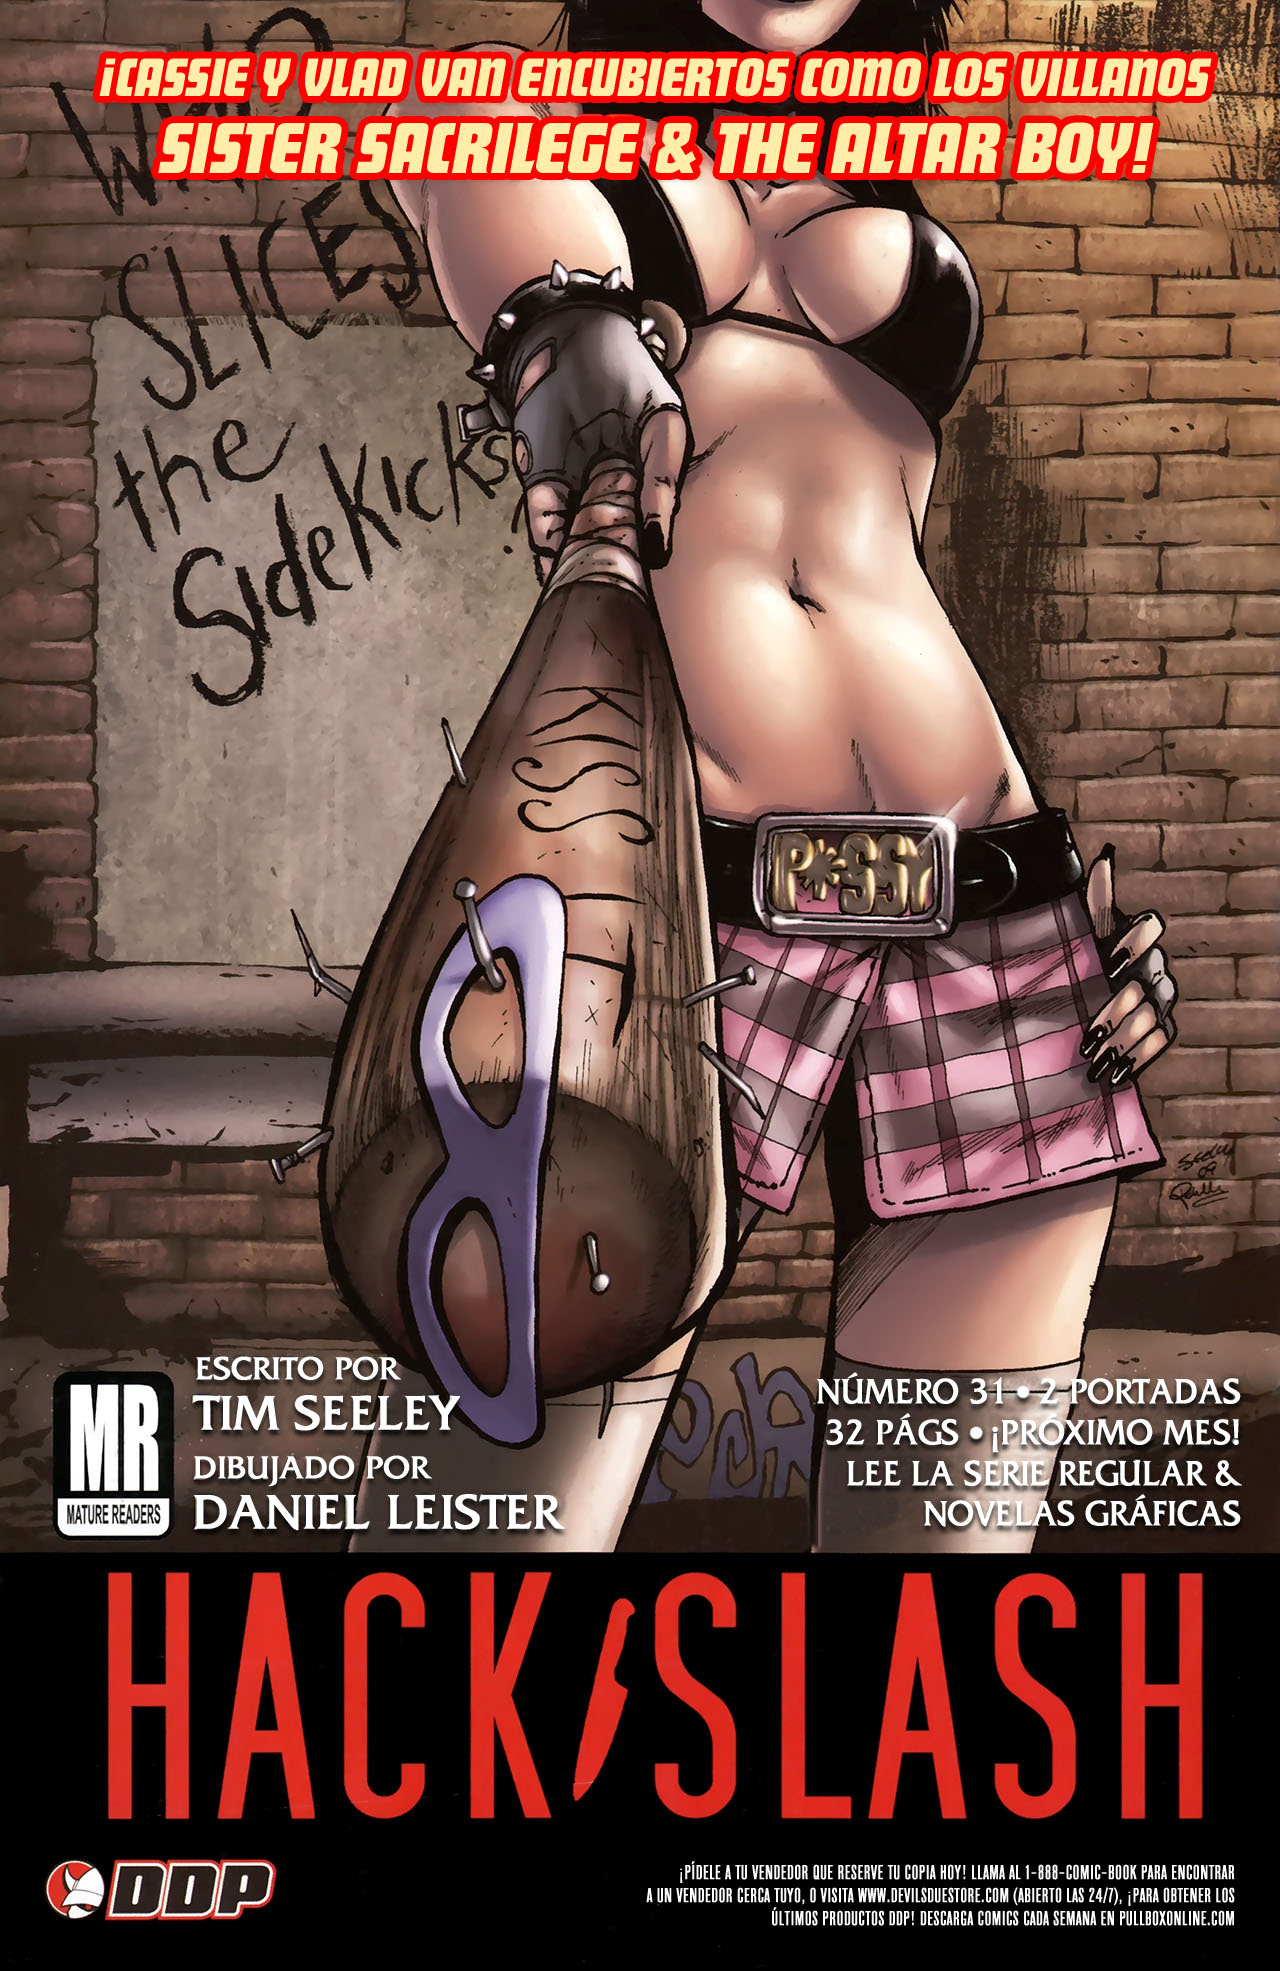 ¡CASSIE Y VLAD VAN ENCUBIERTOS COMO LOS VILLANOS
SISTER SACRILEGE & THE ALTAR BOY!
WHO
SLICES
the
SideKicks?
KISS
P*SSY
Seeley
09
MR
MATURE READERS
ESCRITO POR
TIM SEELEY
DIBUJADO POR
DANIEL LEISTER
NÚMERO 31 • 2 PORTADAS
32 PÁGS • ¡PRÓXIMO MES!
LEE LA SERIE REGULAR &
NOVELAS GRÁFICAS
HACK/SLASH
DDP
¡PÍDELE A TU VENDEDOR QUE RESERVE TU COPIA HOY! LLAMA AL 1-888-COMIC-BOOK PARA ENCONTRAR
A UN VENDEDOR CERCA TUYO, O VISITA WWW.DEVILSDUESTORE.COM (ABIERTO LAS 24/7), ¡PARA OBTENER LOS
ÚLTIMOS PRODUCTOS DDP! DESCARGA COMICS CADA SEMANA EN PULLBOXONLINE.COM